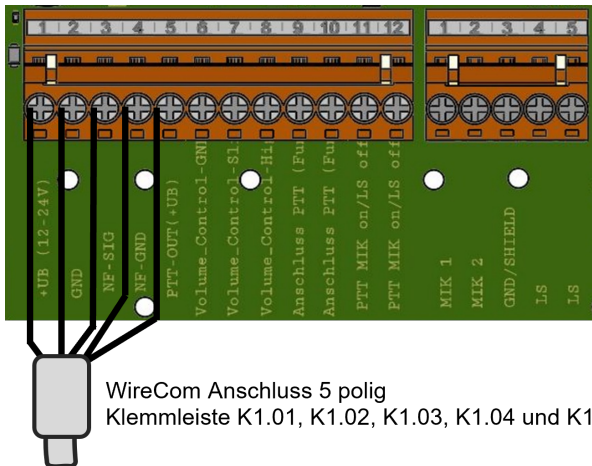 1 2 3 4 5 6 7 8 9 10 11 12
1 2 3 4 5
+UB (12-24V)
GND
NF-SIG
NF-GND
PTT-OUT(+UB)
Volume_Control-GN
Volume_Control-Sl
Volume_Control-Hi
Anschluss PTT (Fu
Anschluss PTT (Fu
PTT MIK on/LS off
PTT MIK on/LS off
MIK 1
MIK 2
GND/SHIELD
LS
LS
WireCom Anschluss 5 polig
Klemmleiste K1.01, K1.02, K1.03, K1.04 und K1